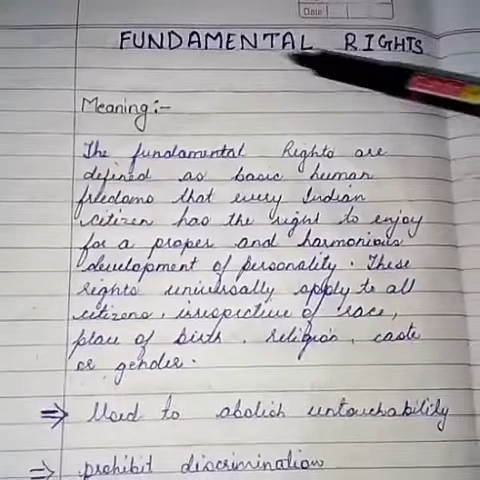 Date
FUNDAMENTAL RIGHTS
Meaning :-
The fundamental Rights are
defined as basic human
freedoms that every Indian
citizen has the right to enjoy
for a proper and harmonious
development of personality. These
rights universally apply to all
citizens, irrespective of race,
place of birth, religion, caste
or gender.
⇒ Used to abolish untouchability
⇒ prohibit discrimination